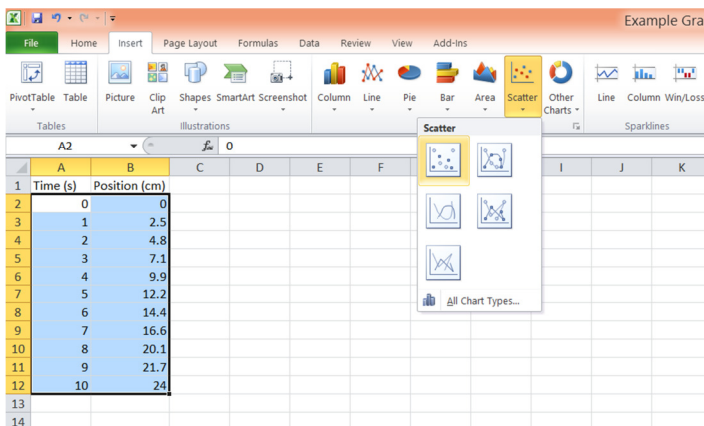 Example Gra
File Home Insert Page Layout Formulas Data Review View Add-Ins
PivotTable Table Picture Clip Art Shapes SmartArt Screenshot Column Line Pie Bar Area Scatter Other Charts Line Column Win/Loss
Tables Illustrations Sparklines
Scatter
A2 fx 0
A B C D E F I J K
1 Time (s) Position (cm)
2 0 0
3 1 2.5
4 2 4.8
5 3 7.1
6 4 9.9
7 5 12.2
8 6 14.4
9 7 16.6
10 8 20.1
11 9 21.7
12 10 24
13
14
All Chart Types...